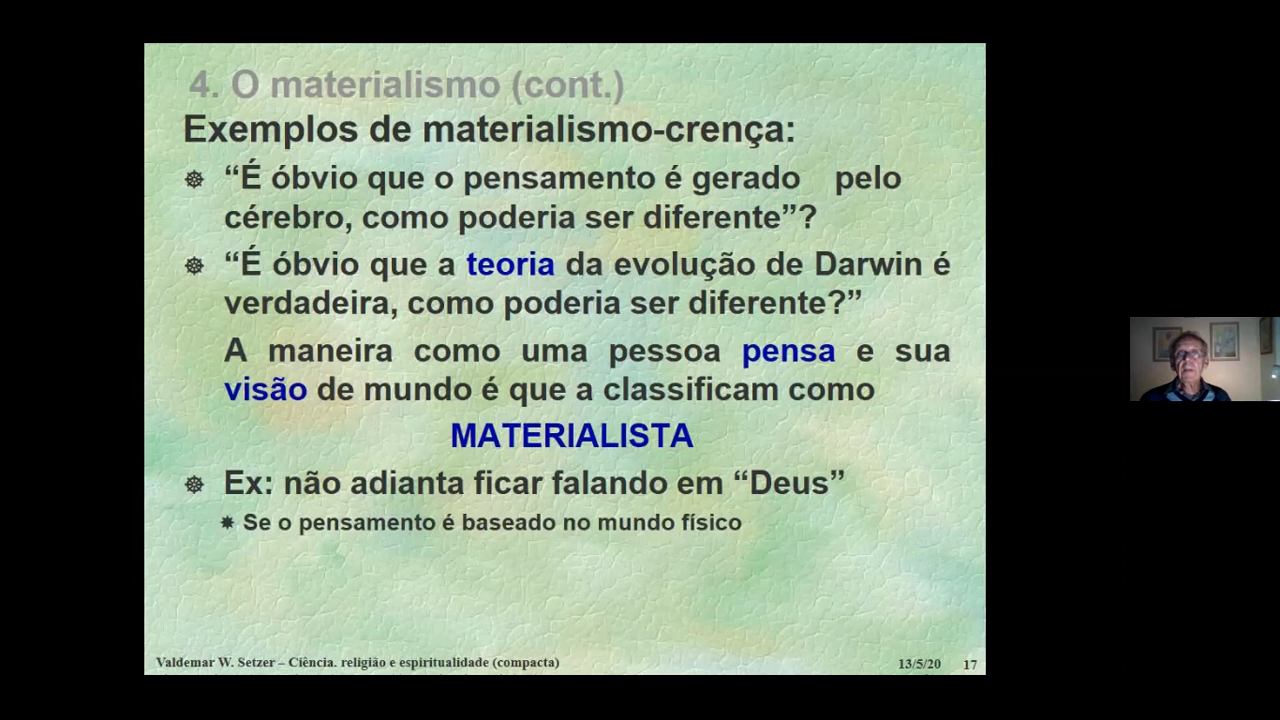 4. O materialismo (cont.)
Exemplos de materialismo-crença:
“É óbvio que o pensamento é gerado pelo
cérebro, como poderia ser diferente”?
“É óbvio que a teoria da evolução de Darwin é
verdadeira, como poderia ser diferente?”
A maneira como uma pessoa pensa e sua
visão de mundo é que a classificam como
MATERIALISTA
Ex: não adianta ficar falando em “Deus”
Se o pensamento é baseado no mundo físico
Valdemar W. Setzer – Ciência. religião e espiritualidade (compacta) 13/5/20 17